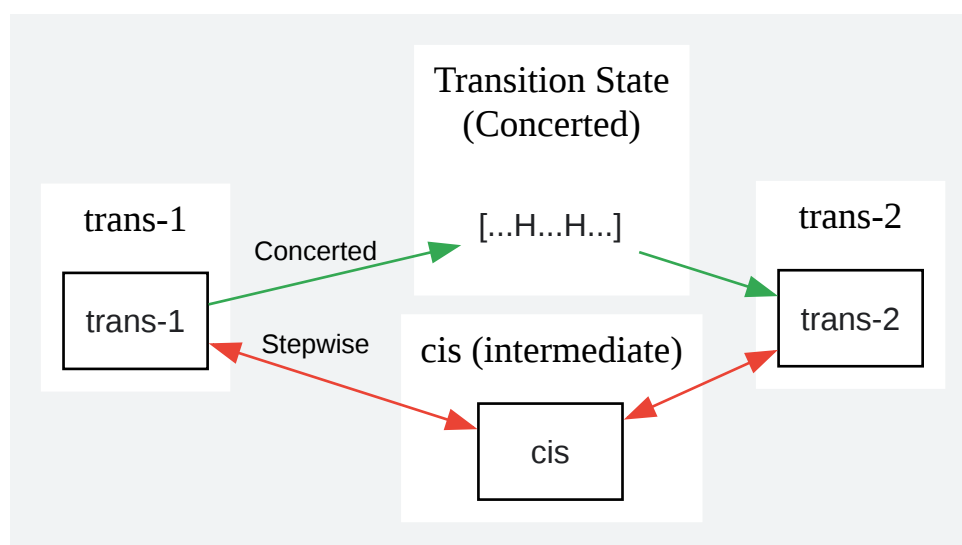 Transition State
(Concerted)
[...H...H...]
trans-1
trans-1
Concerted
Stepwise
cis (intermediate)
cis
trans-2
trans-2